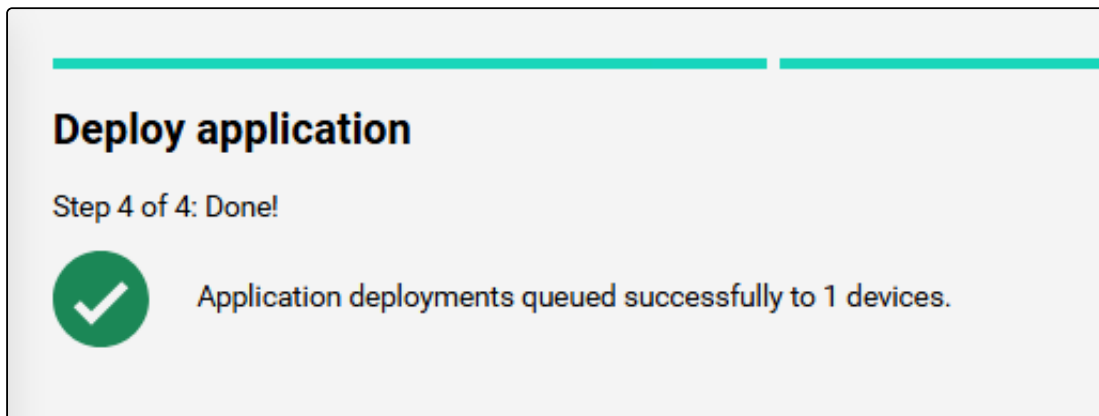 Deploy application
Step 4 of 4: Done!
Application deployments queued successfully to 1 devices.